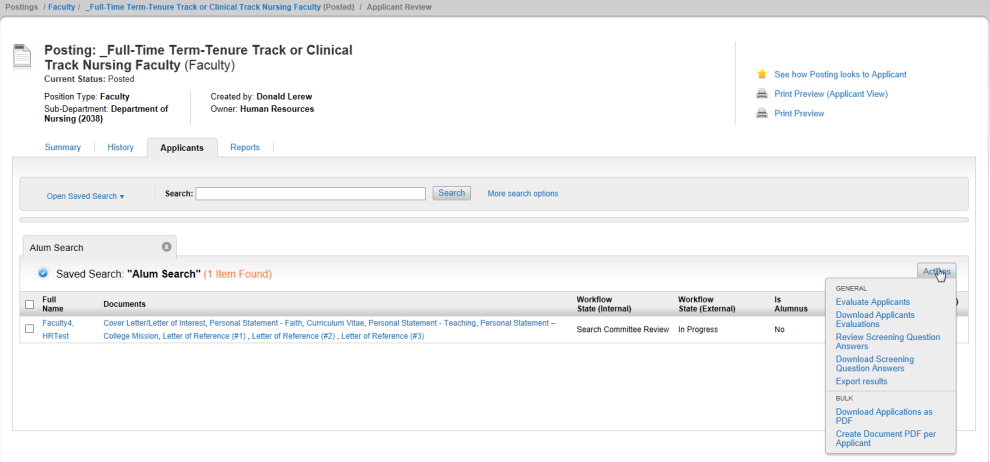 Postings / Faculty / _Full-Time Term-Tenure Track or Clinical Track Nursing Faculty (Posted) / Applicant Review
Posting: _Full-Time Term-Tenure Track or Clinical
Track Nursing Faculty (Faculty)
Current Status: Posted
Position Type: Faculty
Sub-Department: Department of
Nursing (2038)
Created by: Donald Lerew
Owner: Human Resources
See how Posting looks to Applicant
Print Preview (Applicant View)
Print Preview
Summary
History
Applicants
Reports
Open Saved Search
Search:
Search
More search options
Alum Search
Saved Search: "Alum Search" (1 Item Found)
Actions
Full
Name
Documents
Workflow
State (Internal)
Workflow
State (External)
Is
Alumnus
)
Faculty4,
HRTest
Cover Letter/Letter of Interest, Personal Statement - Faith, Curriculum Vitae, Personal Statement - Teaching, Personal Statement –
College Mission, Letter of Reference (#1) , Letter of Reference (#2) , Letter of Reference (#3)
Search Committee Review
In Progress
No
GENERAL
Evaluate Applicants
Download Applicants
Evaluations
Review Screening Question
Answers
Download Screening
Question Answers
Export results
BULK
Download Applications as
PDF
Create Document PDF per
Applicant